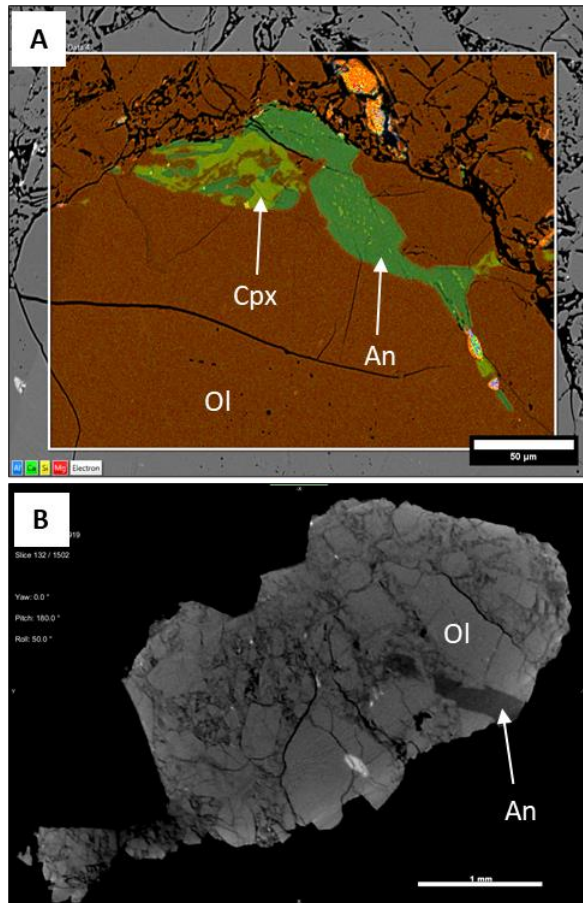 A
Cpx
An
Ol
Al Ca Si Mg Electron
50 µm
B
919
Slice 132 / 1502
Yaw: 0.0 °
Pitch: 180.0 °
Roll: 50.0 °
Ol
An
1 mm